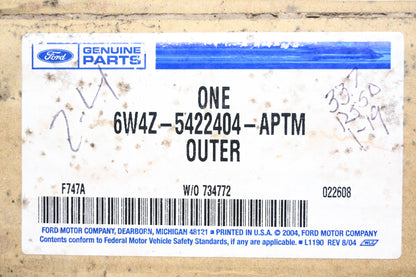 Ford
GENUINE
PARTS
ONE
6W4Z-5422404-APTM
OUTER
2-4
F747A W/O 734772 022608
FORD MOTOR COMPANY, DEARBORN, MICHIGAN 48121 ■ PRINTED IN U.S.A. © 2004, FORD MOTOR COMPANY
Contents conform to Federal Motor Vehicle Safety Standards, if any are applicable. ■ L1190 REV 8/04